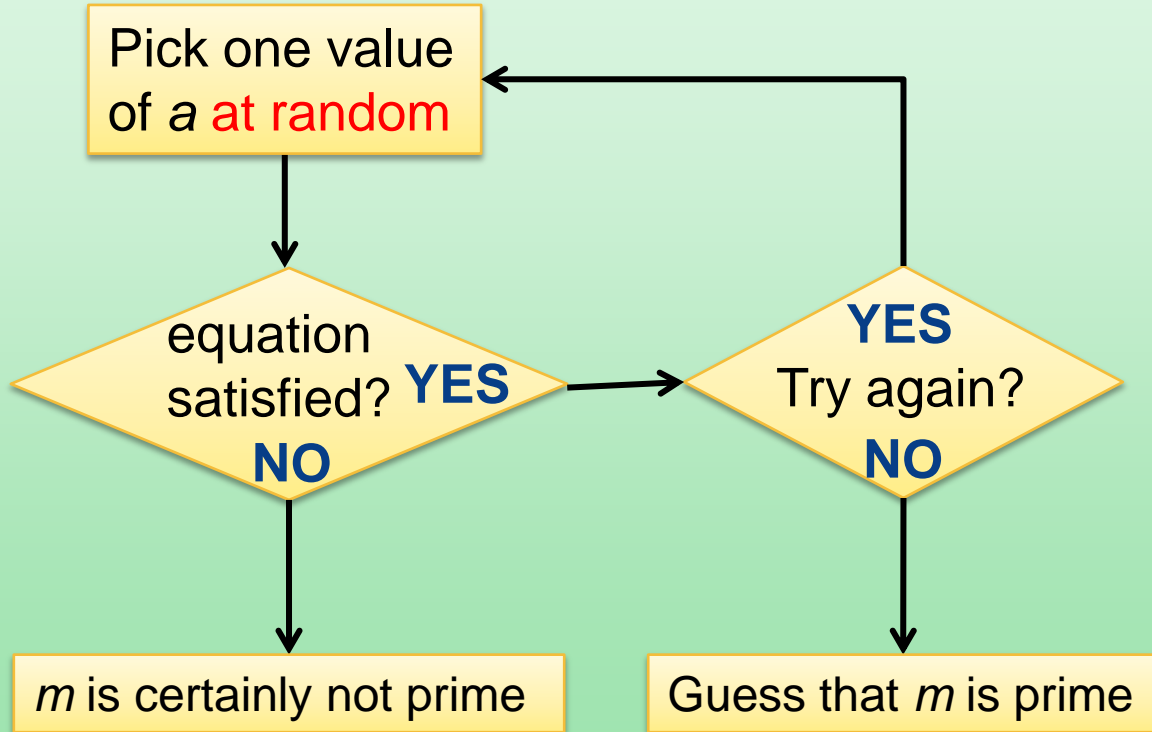 Pick one value
of a at random
equation
satisfied? YES
NO
YES
Try again?
NO
m is certainly not prime
Guess that m is prime